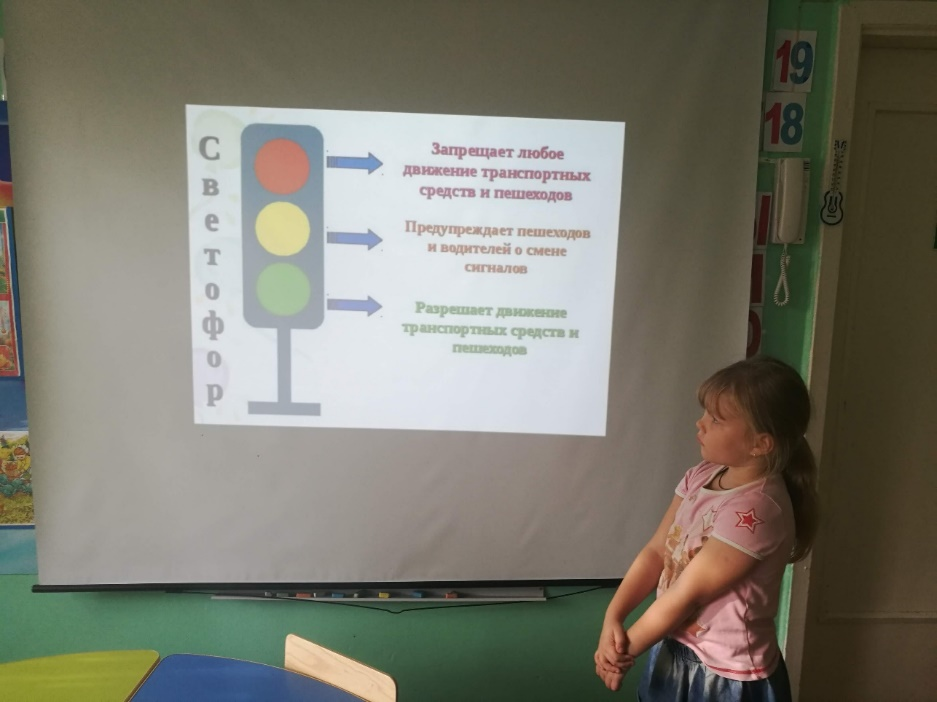 Светофор
Запрещает любое
движение транспортных
средств и пешеходов
Предупреждает пешеходов
и водителей о смене
сигналов
Разрешает движение
транспортных средств и
пешеходов
19
18